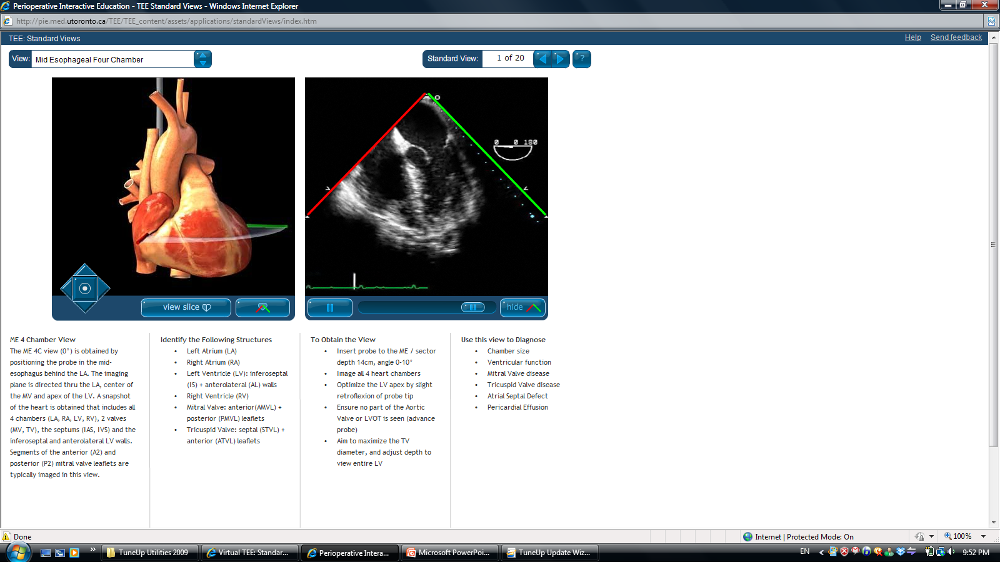 Perioperative Interactive Education - TEE Standard Views - Windows Internet Explorer
http://pie.med.utoronto.ca/TEE/TEE_content/assets/applications/standardViews/index.htm
TEE: Standard Views
Help Send feedback
View: Mid Esophageal Four Chamber
Standard View: 1 of 20 ?
0 0 180
view slice
hide
ME 4 Chamber View
The ME 4C view (0°) is obtained by
positioning the probe in the mid-
esophagus behind the LA. The imaging
plane is directed thru the LA, center of
the MV and apex of the LV. A snapshot
of the heart is obtained that includes all
4 chambers (LA, RA, LV, RV), 2 valves
(MV, TV), the septums (IAS, IVS) and the
inferoseptal and anterolateral LV walls.
Segments of the anterior (A2) and
posterior (P2) mitral valve leaflets are
typically imaged in this view.
Identify the Following Structures
• Left Atrium (LA)
• Right Atrium (RA)
• Left Ventricle (LV): inferoseptal
(IS) + anterolateral (AL) walls
• Right Ventricle (RV)
• Mitral Valve: anterior(AMVL) +
posterior (PMVL) leaflets
• Tricuspid Valve: septal (STVL) +
anterior (ATVL) leaflets
To Obtain the View
• Insert probe to the ME / sector
depth 14cm, angle 0-10°
• Image all 4 heart chambers
• Optimize the LV apex by slight
retroflexion of probe tip
• Ensure no part of the Aortic
Valve or LVOT is seen (advance
probe)
• Aim to maximize the TV
diameter, and adjust depth to
view entire LV
Use this view to Diagnose
• Chamber size
• Ventricular function
• Mitral Valve disease
• Tricuspid Valve disease
• Atrial Septal Defect
• Pericardial Effusion
Done
Internet | Protected Mode: On
100%
TuneUp Utilities 2009
Virtual TEE: Standar...
Perioperative Intera...
Microsoft PowerPoi...
TuneUp Update Wiz...
EN
9:52 PM